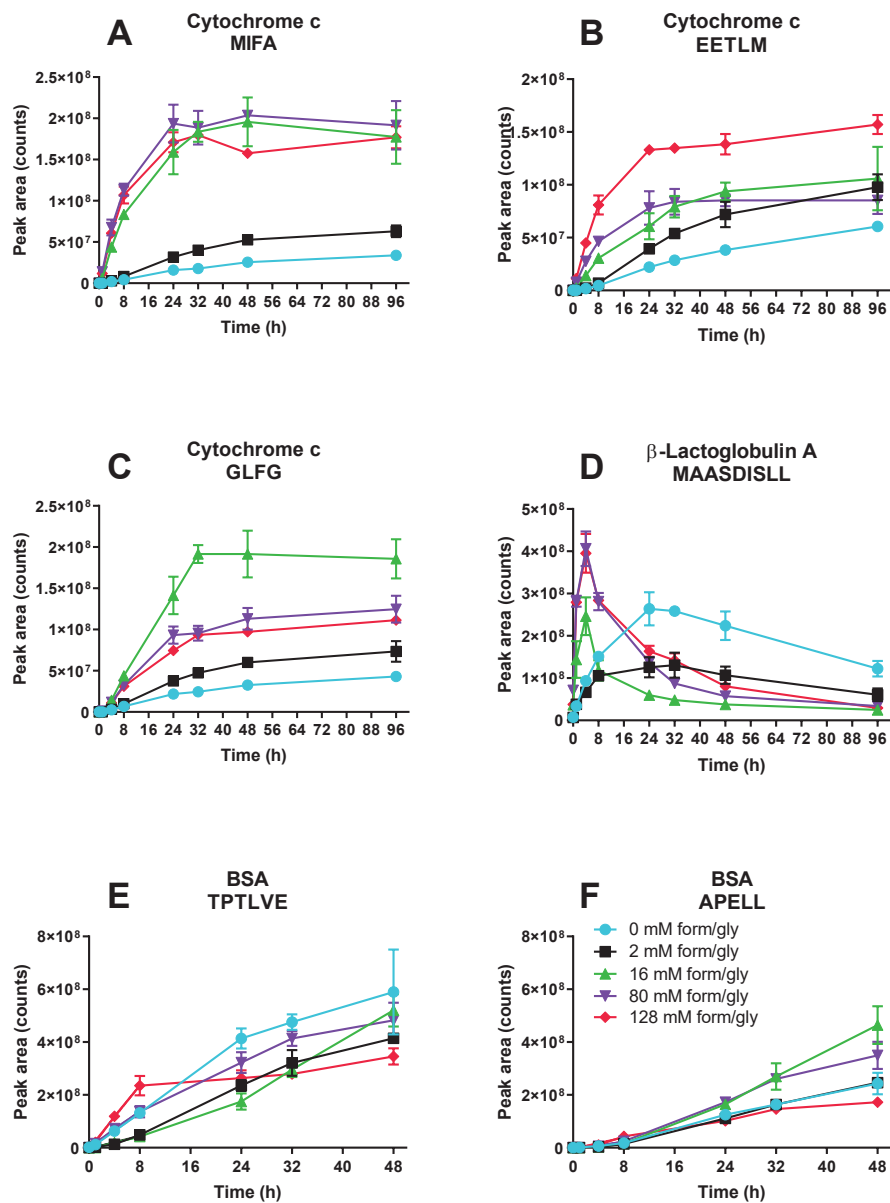 A
Cytochrome c
MIFA
Peak area (counts)
2.5×10⁸
2×10⁸
1.5×10⁸
1×10⁸
5×10⁷
0
0 8 16 24 32 40 48 56 64 72 80 88 96
Time (h)
B
Cytochrome c
EETLM
Peak area (counts)
2×10⁸
1.5×10⁸
1×10⁸
5×10⁷
0
0 8 16 24 32 40 48 56 64 72 80 88 96
Time (h)
C
Cytochrome c
GLFG
Peak area (counts)
2.5×10⁸
2×10⁸
1.5×10⁸
1×10⁸
5×10⁷
0
0 8 16 24 32 40 48 56 64 72 80 88 96
Time (h)
D
β-Lactoglobulin A
MAASDISLL
Peak area (counts)
5×10⁸
4×10⁸
3×10⁸
2×10⁸
1×10⁸
0
0 8 16 24 32 40 48 56 64 72 80 88 96
Time (h)
E
BSA
TPTLVE
Peak area (counts)
8×10⁸
6×10⁸
4×10⁸
2×10⁸
0
0 8 16 24 32 40 48
Time (h)
F
BSA
APELL
0 mM form/gly
2 mM form/gly
16 mM form/gly
80 mM form/gly
128 mM form/gly
Peak area (counts)
8×10⁸
6×10⁸
4×10⁸
2×10⁸
0
0 8 16 24 32 40 48
Time (h)